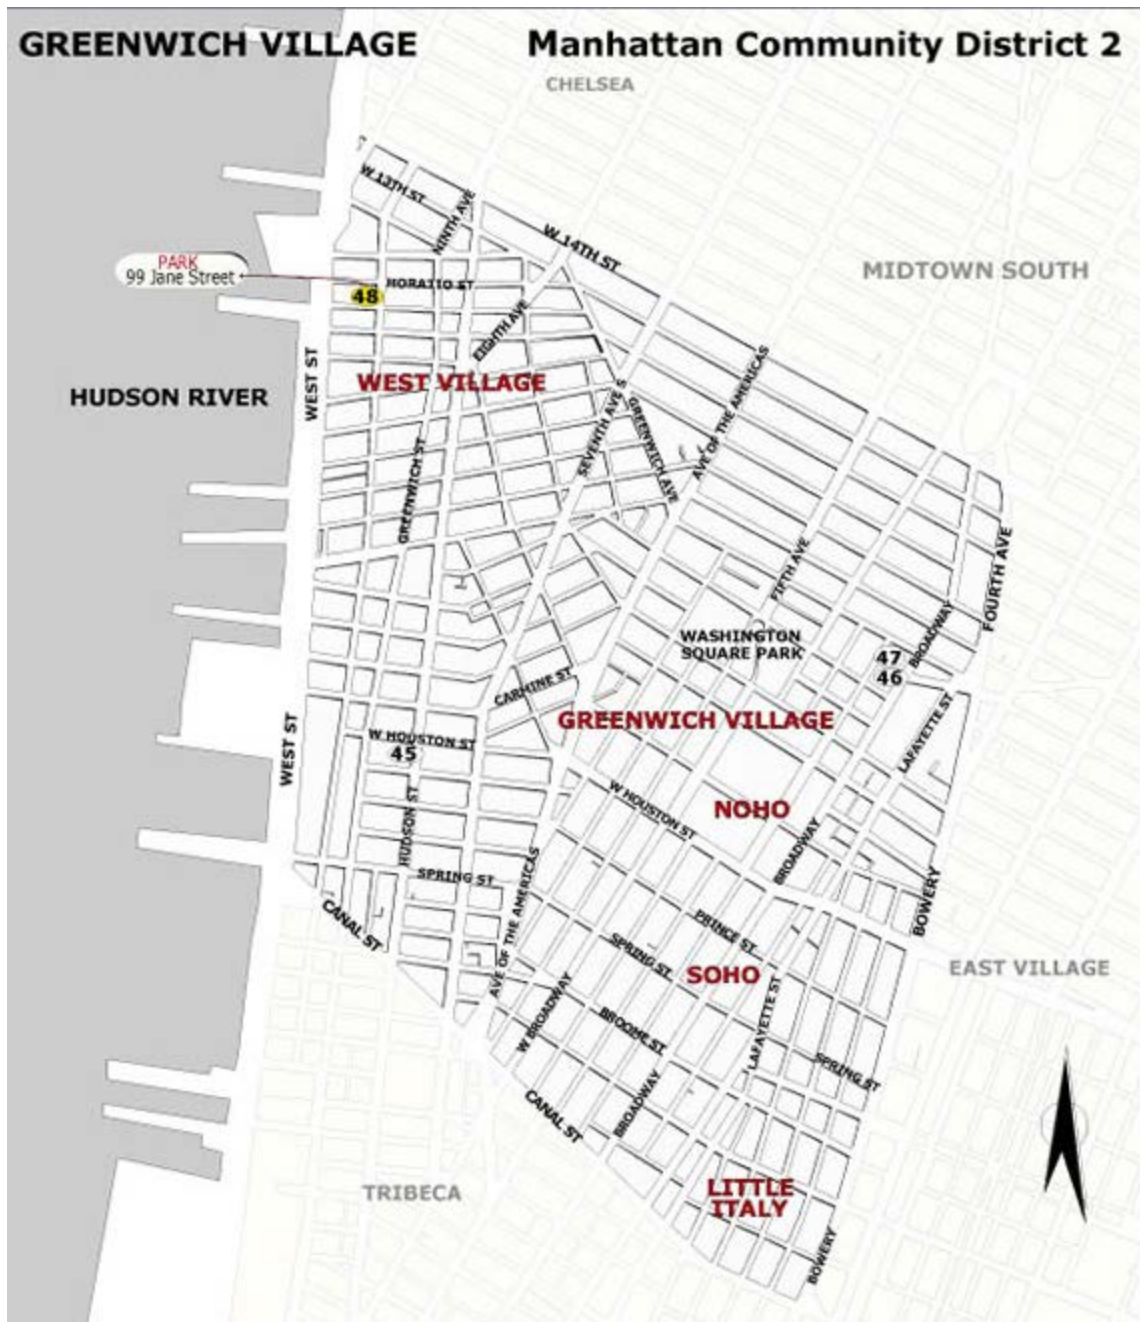 GREENWICH VILLAGE
Manhattan Community District 2
CHELSEA
W 13TH ST
NINTH AVE
W 14TH ST
PARK
99 Jane Street
MIDTOWN SOUTH
HORATIO ST
48
EIGHTH AVE
WEST ST
WEST VILLAGE
HUDSON RIVER
SEVENTH AVE S
GREENWICH AVE
AVE OF THE AMERICAS
GREENWICH ST
FIFTH AVE
FOURTH AVE
WASHINGTON
SQUARE PARK
BROADWAY
47
46
CARMINE ST
LAFAYETTE ST
GREENWICH VILLAGE
WEST ST
W HOUSTON ST
45
NOHO
W HOUSTON ST
HUDSON ST
BROADWAY
SPRING ST
BOWERY
AVE OF THE AMERICAS
CANAL ST
PRINCE ST
SPRING ST
SOHO
EAST VILLAGE
W BROADWAY
LAFAYETTE ST
BROOME ST
SPRING ST
BROADWAY
CANAL ST
TRIBECA
LITTLE
ITALY
BOWERY